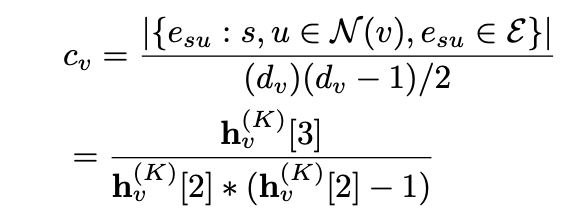 c_v = \frac{|\{e_{su} : s, u \in \mathcal{N}(v), e_{su} \in \mathcal{E}\}|}{(d_v)(d_v - 1)/2}
= \frac{\mathbf{h}_v^{(K)}[3]}{\mathbf{h}_v^{(K)}[2] * (\mathbf{h}_v^{(K)}[2] - 1)}